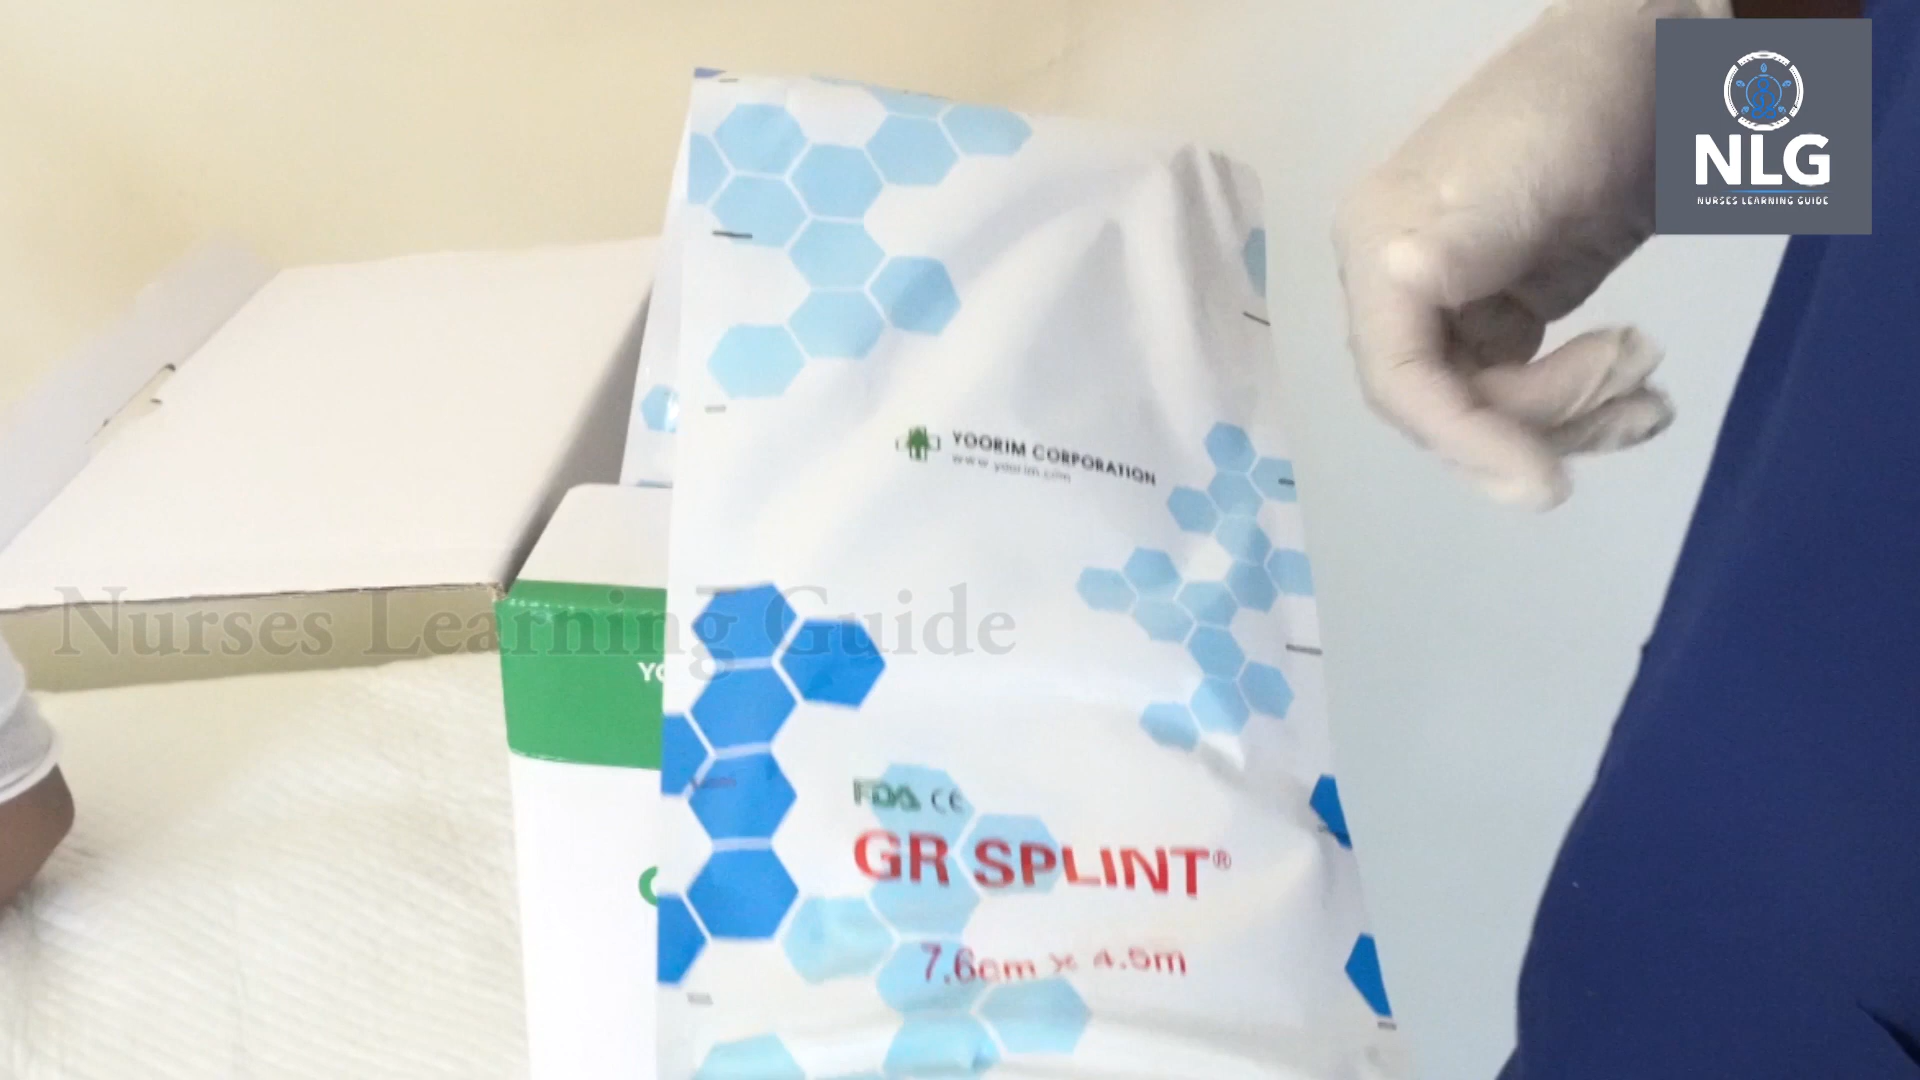 NLG
NURSES LEARNING GUIDE
YOORIM CORPORATION
www.yoorim.com
Nurses Learning Guide
YO
FDA CE
GR SPLINT®
7.6cm x 4.5m